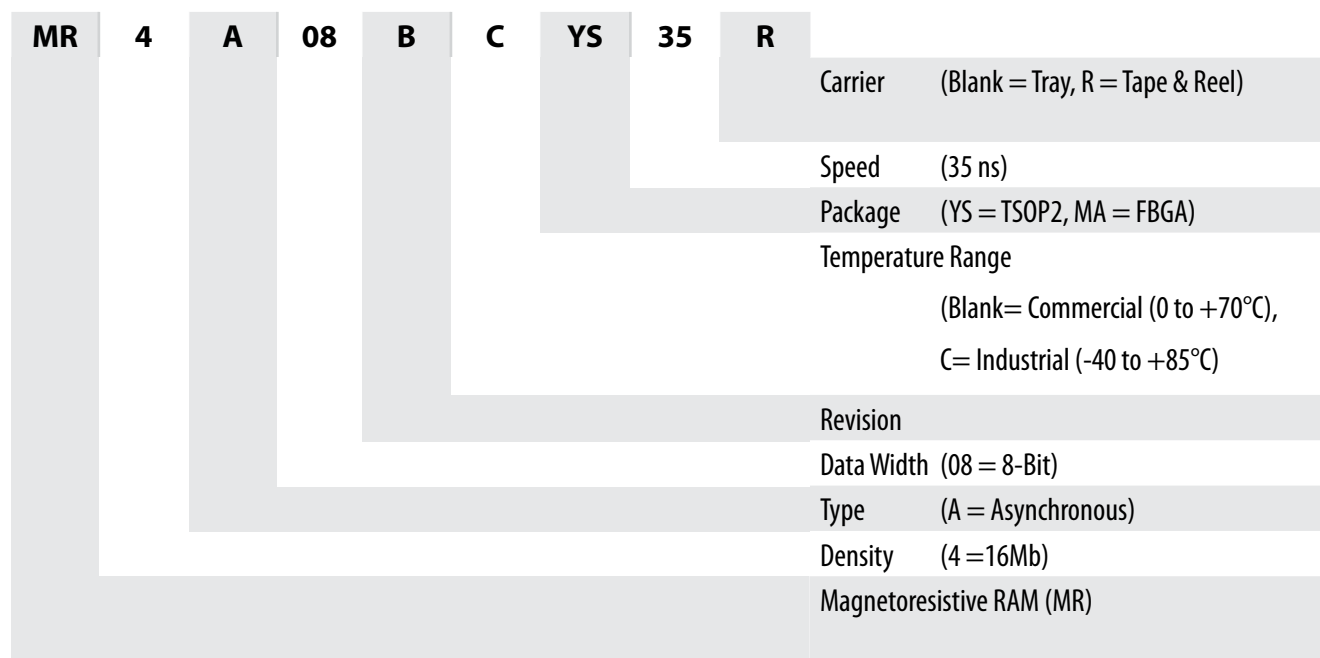 MR 4 A 08 B C YS 35 R
Carrier (Blank = Tray, R = Tape & Reel)
Speed (35 ns)
Package (YS = TSOP2, MA = FBGA)
Temperature Range
(Blank= Commercial (0 to +70°C),
C= Industrial (-40 to +85°C)
Revision
Data Width (08 = 8-Bit)
Type (A = Asynchronous)
Density (4 =16Mb)
Magnetoresistive RAM (MR)